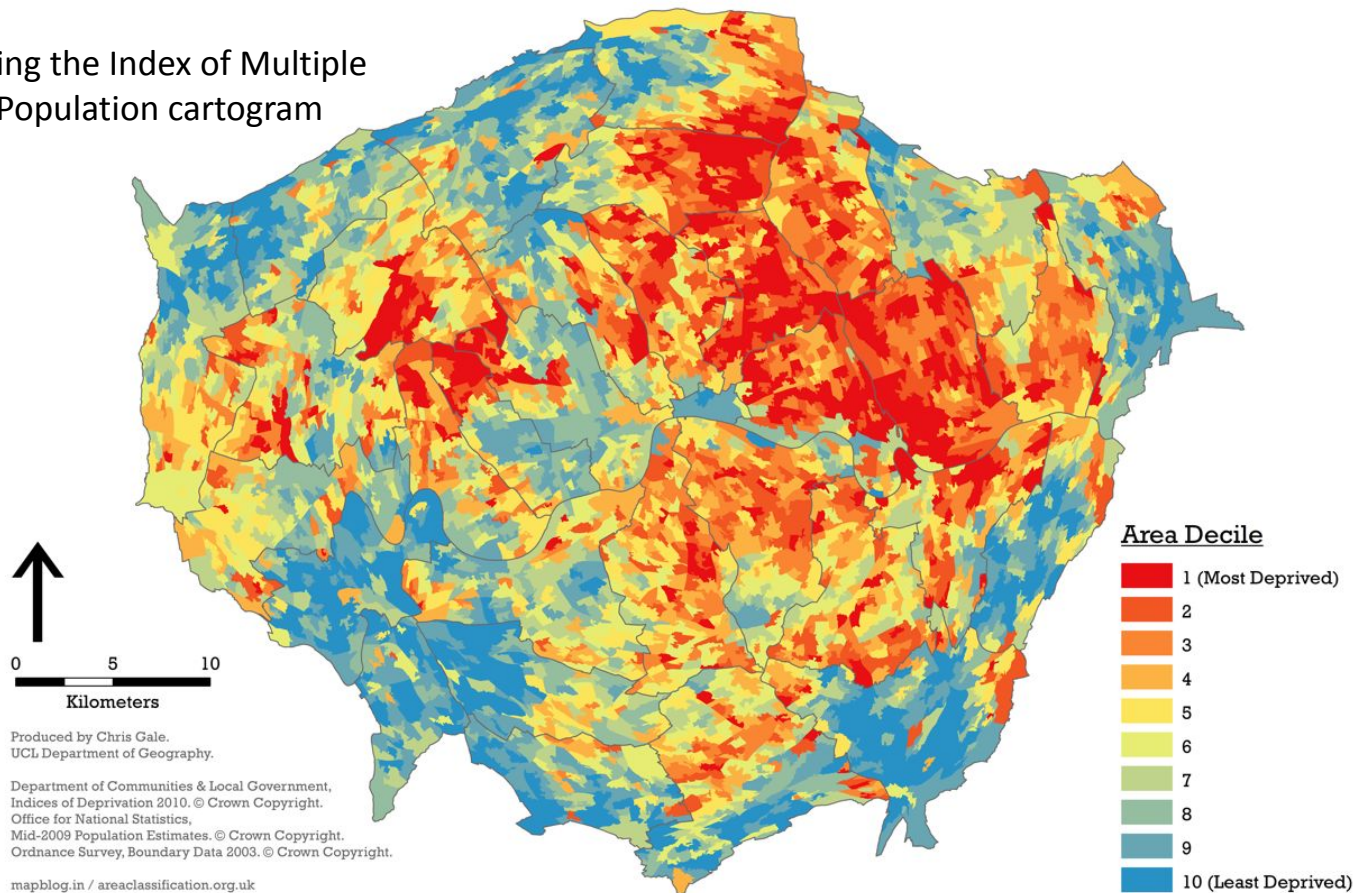 ing the Index of Multiple
Population cartogram
0 5 10
Kilometers
Produced by Chris Gale.
UCL Department of Geography.
Department of Communities & Local Government,
Indices of Deprivation 2010. © Crown Copyright.
Office for National Statistics,
Mid-2009 Population Estimates. © Crown Copyright.
Ordnance Survey, Boundary Data 2003. © Crown Copyright.
mapblog.in / areaclassification.org.uk
Area Decile
1 (Most Deprived)
2
3
4
5
6
7
8
9
10 (Least Deprived)